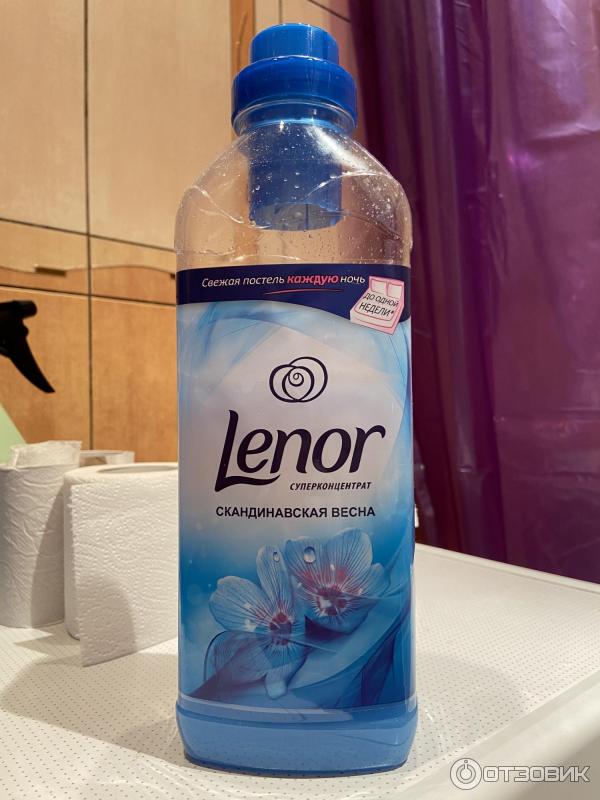 Свежая постель каждую ночь
ДО ОДНОЙ
НЕДЕЛИ*
Lenor
СУПЕРКОНЦЕНТРАТ
СКАНДИНАВСКАЯ ВЕСНА
ОТЗОВИК